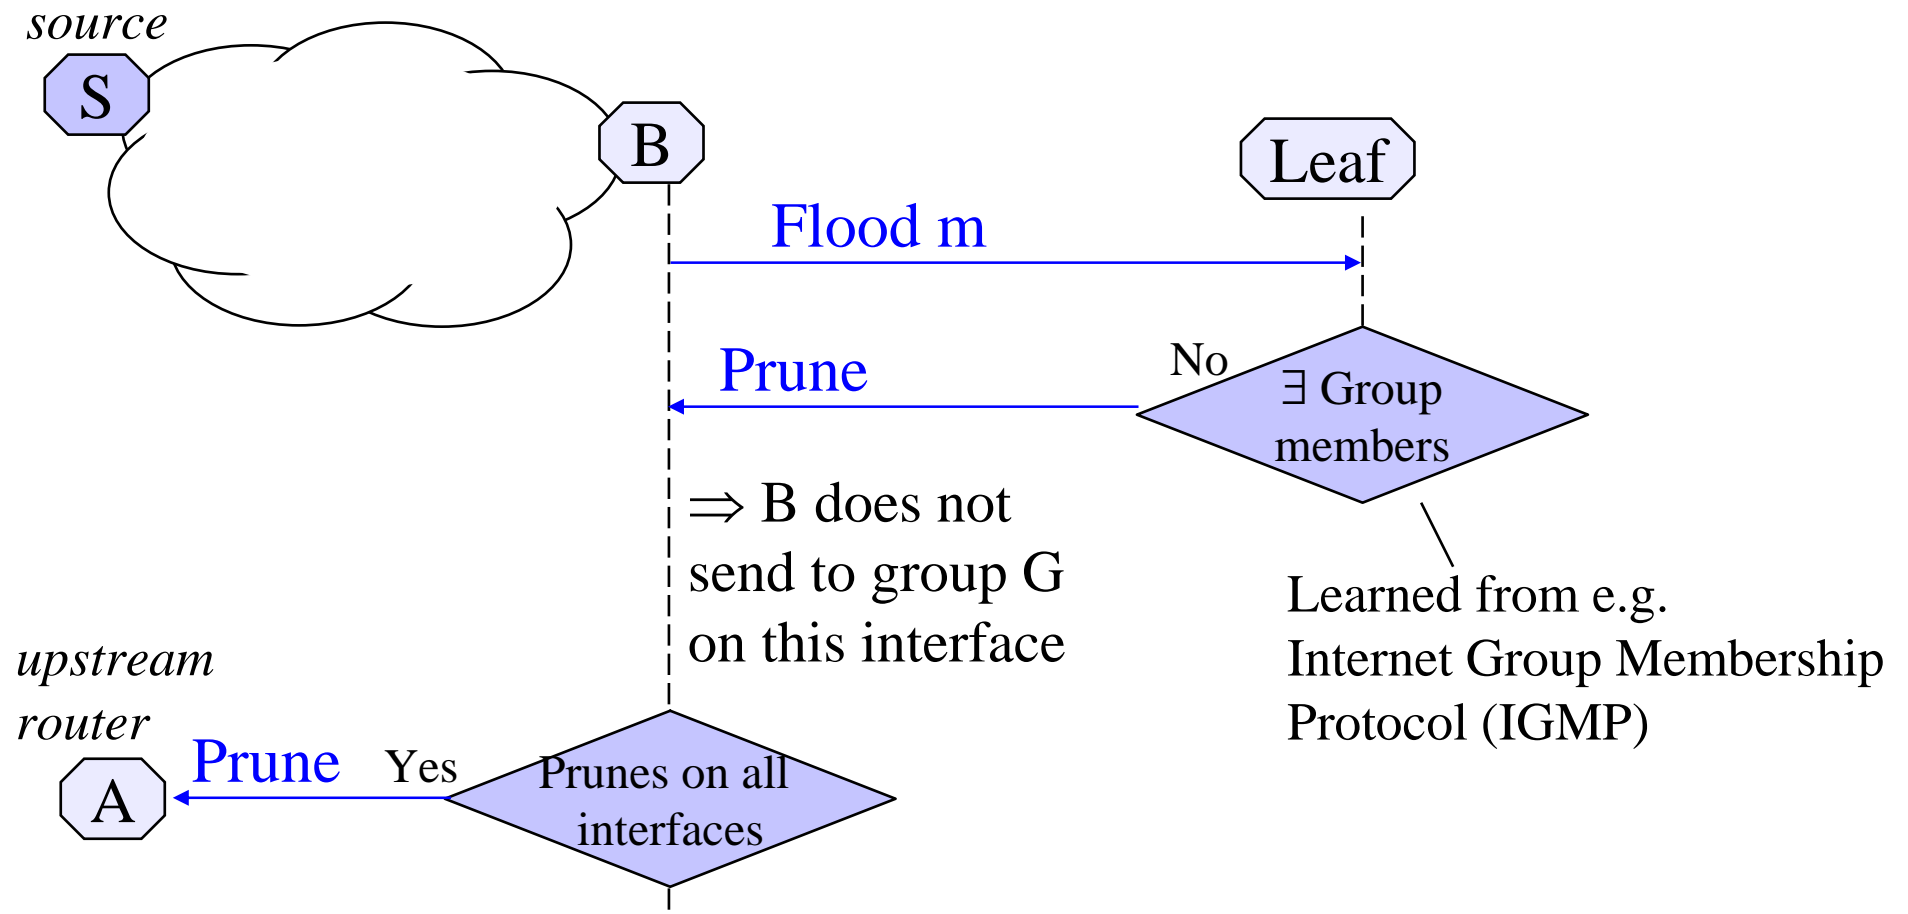 source
S
B
Leaf
Flood m
Prune
No
∃ Group
members
⇒ B does not
send to group G
on this interface
Learned from e.g.
Internet Group Membership
Protocol (IGMP)
upstream
router
A
Prune
Yes
Prunes on all
interfaces